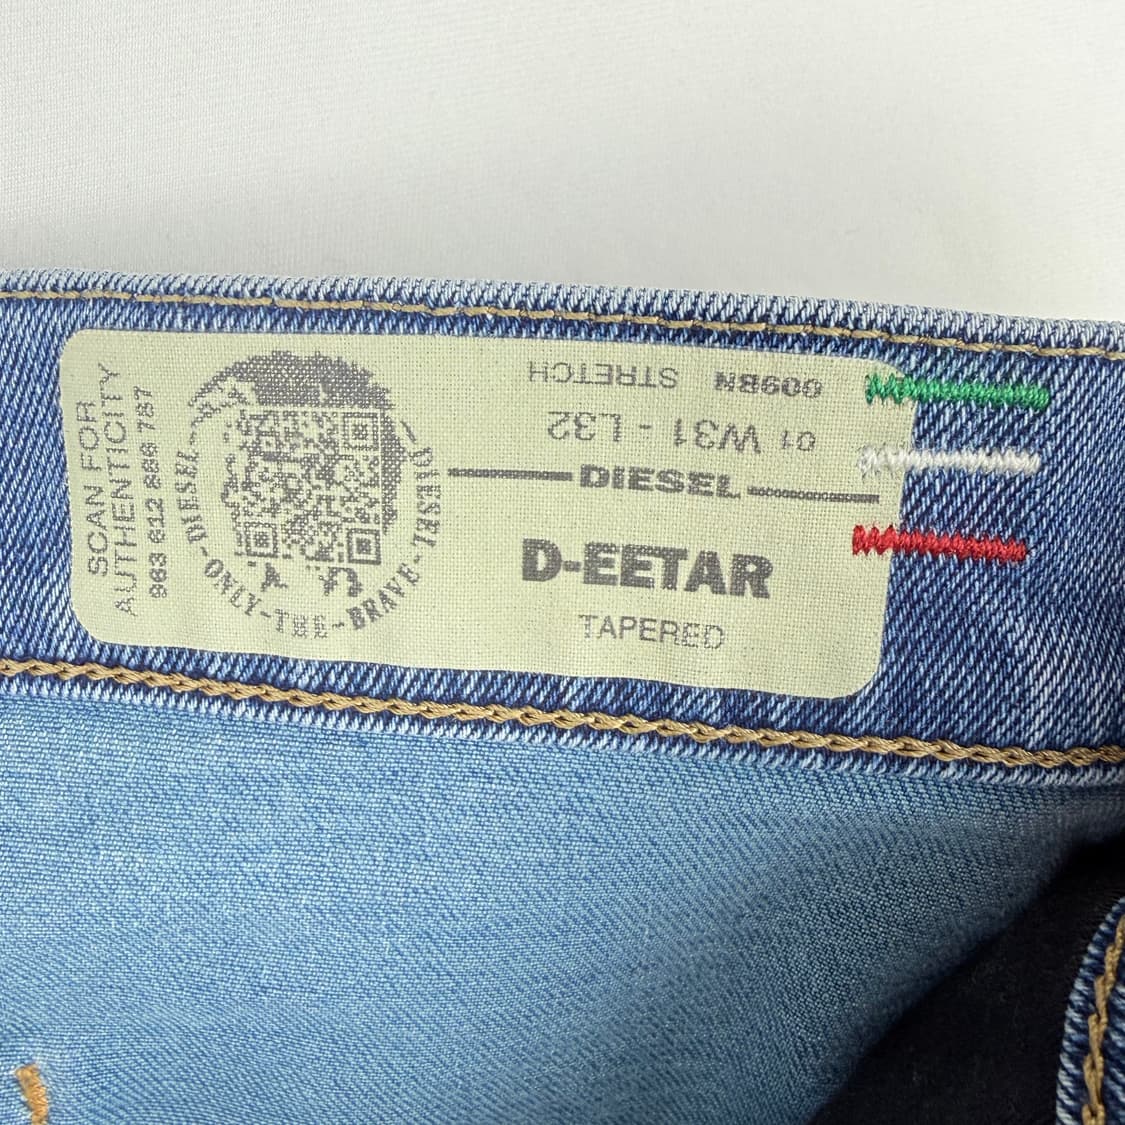 SCAN FOR
AUTHENTICITY
963 612 886 787
DIESEL-ONLY-THE-BRAVE-DIESEL
009BN STRETCH
01 W31 - L32
DIESEL
D-EETAR
TAPERED